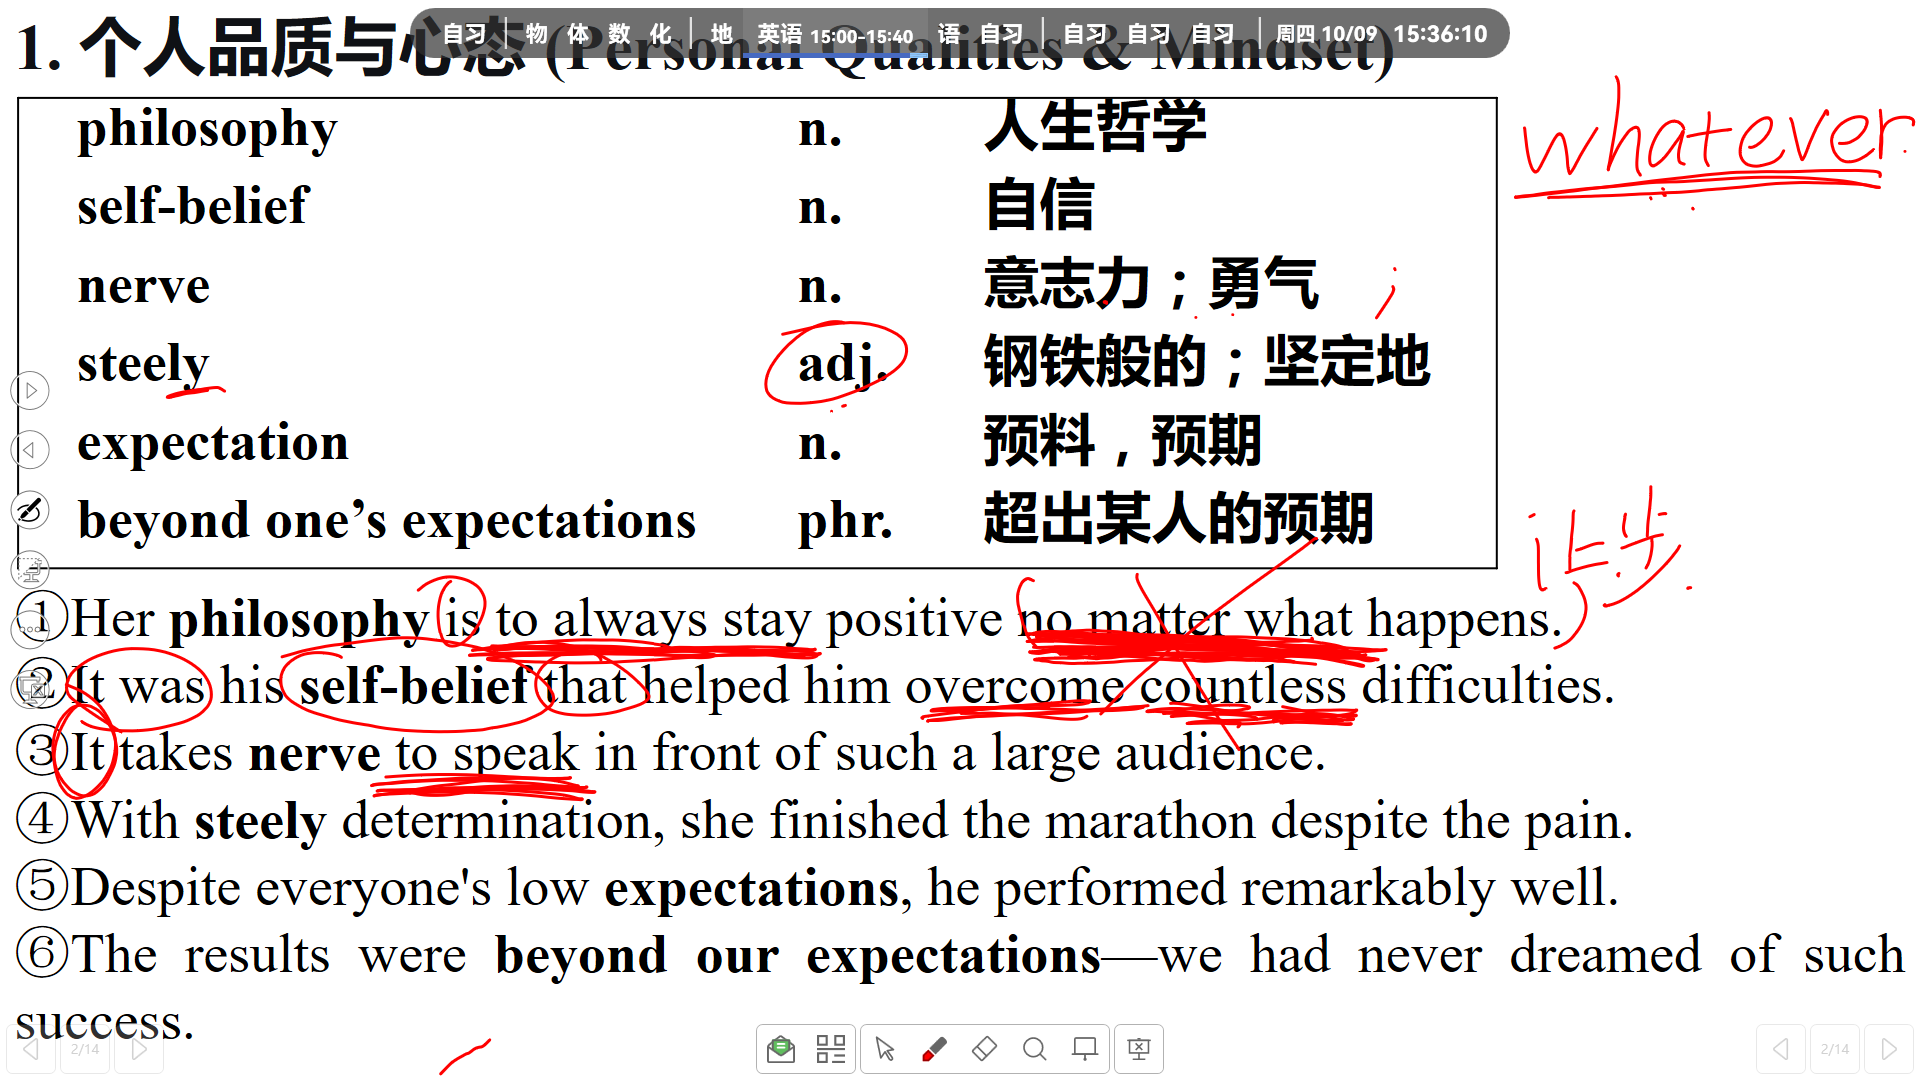 自习 物 体 数 化 地 英语 15:00-15:40 语 自习 自习 自习 自习 周四 10/09 15:36:10
1. 个人品质与心态 (Personal Qualities & Mindset)
whatever
philosophy n. 人生哲学
self-belief n. 自信
nerve n. 意志力；勇气
steely adj. 钢铁般的；坚定地
expectation n. 预料，预期
beyond one’s expectations phr. 超出某人的预期
让步
①Her philosophy is to always stay positive no matter what happens.
②It was his self-belief that helped him overcome countless difficulties.
③It takes nerve to speak in front of such a large audience.
④With steely determination, she finished the marathon despite the pain.
⑤Despite everyone's low expectations, he performed remarkably well.
⑥The results were beyond our expectations—we had never dreamed of such
success.
2/14 2/14